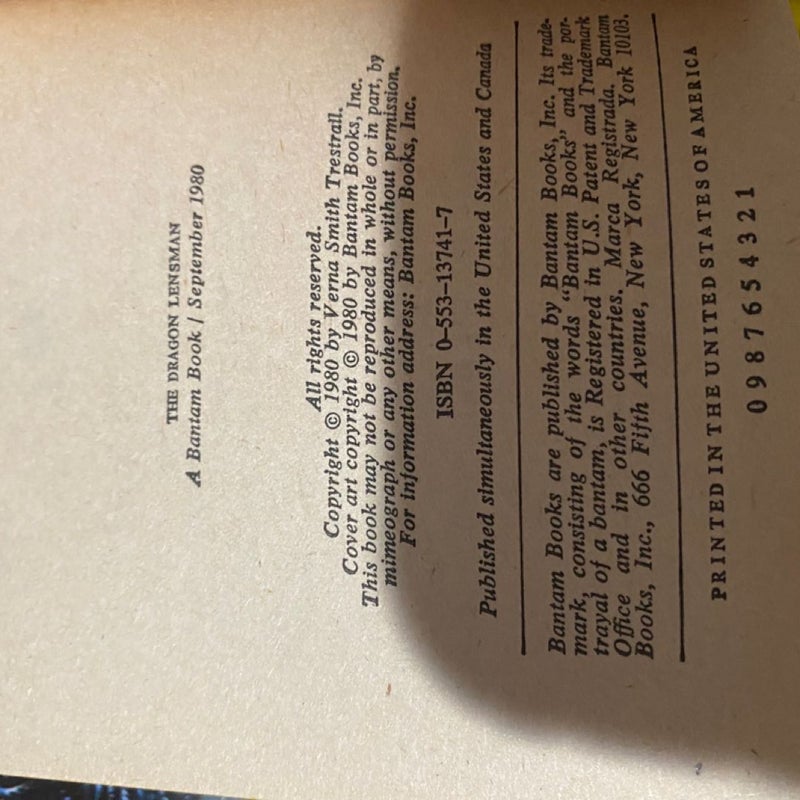 THE DRAGON LENSMAN
A Bantam Book / September 1980
All rights reserved.
Copyright © 1980 by Verna Smith Trestrail.
Cover art copyright © 1980 by Bantam Books, Inc.
This book may not be reproduced in whole or in part, by
mimeograph or any other means, without permission.
For information address: Bantam Books, Inc.
ISBN 0–553–13741–7
Published simultaneously in the United States and Canada
Bantam Books are published by Bantam Books, Inc. Its trade-
mark, consisting of the words "Bantam Books" and the por-
trayal of a bantam, is Registered in U.S. Patent and Trademark
Office and in other countries. Marca Registrada. Bantam
Books, Inc., 666 Fifth Avenue, New York, New York 10103.
PRINTED IN THE UNITED STATES OF AMERICA
0 9 8 7 6 5 4 3 2 1